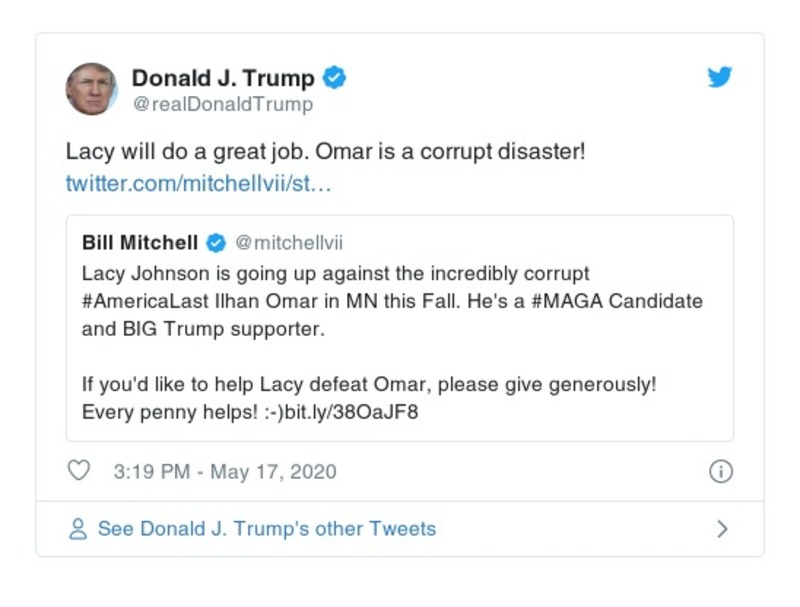 Donald J. Trump
@realDonaldTrump
Lacy will do a great job. Omar is a corrupt disaster!
twitter.com/mitchellvii/st…
Bill Mitchell @mitchellvii
Lacy Johnson is going up against the incredibly corrupt
#AmericaLast Ilhan Omar in MN this Fall. He's a #MAGA Candidate
and BIG Trump supporter.
If you'd like to help Lacy defeat Omar, please give generously!
Every penny helps! :-)bit.ly/38OaJF8
3:19 PM - May 17, 2020
See Donald J. Trump's other Tweets